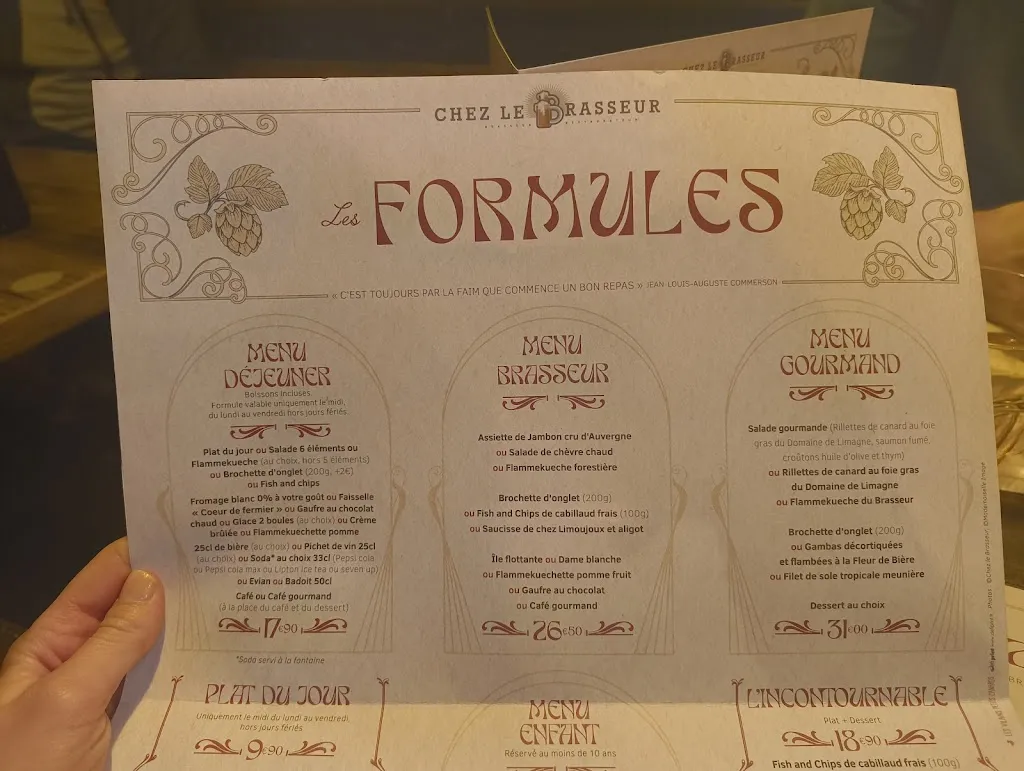 CHEZ LE BRASSEUR
CHEZ LE BRASSEUR
Les FORMULES
« C'EST TOUJOURS PAR LA FAIM QUE COMMENCE UN BON REPAS » JEAN-LOUIS-AUGUSTE COMMERSON
MENU
DÉJEUNER
Boissons incluses.
Formule valable uniquement le midi,
du lundi au vendredi hors jours fériés.
Plat du jour ou Salade 6 éléments ou
Flammekueche (au choix, hors 5 éléments)
ou Brochette d'onglet (200g, +2€)
ou Fish and chips
Fromage blanc 0% à votre goût ou Faisselle
« Coeur de fermier » ou Gaufre au chocolat
chaud ou Glace 2 boules (au choix) ou Crème
brûlée ou Flammekuechette pomme
25cl de bière (au choix) ou Pichet de vin 25cl
(au choix) ou Soda* au choix 33cl (Pepsi cola
ou Pepsi cola max ou Lipton ice tea ou seven up)
ou Evian ou Badoit 50cl
Café ou Café gourmand
(à la place du café et du dessert)
17€90
*Soda servi à la fontaine
MENU
BRASSEUR
Assiette de Jambon cru d'Auvergne
ou Salade de chèvre chaud
ou Flammekueche forestière
Brochette d'onglet (200g)
ou Fish and Chips de cabillaud frais (100g)
ou Saucisse de chez Limoujoux et aligot
Île flottante ou Dame blanche
ou Flammekuechette pomme fruit
ou Gaufre au chocolat
ou Café gourmand
26€50
MENU
GOURMAND
Salade gourmande (Rillettes de canard au foie
gras du Domaine de Limagne, saumon fumé,
croûtons huile d'olive et thym)
ou Rillettes de canard au foie gras
du Domaine de Limagne
ou Flammekueche du Brasseur
Brochette d'onglet (200g)
ou Gambas décortiquées
et flambées à la Fleur de Bière
ou Filet de sole tropicale meunière
Dessert au choix
31€00
PLAT DU JOUR
Uniquement le midi du lundi au vendredi,
hors jours fériés
9€90
MENU
ENFANT
Réservé au moins de 10 ans
L'INCONTOURNABLE
Plat + Dessert
18€90
Fish and Chips de cabillaud frais (100g)